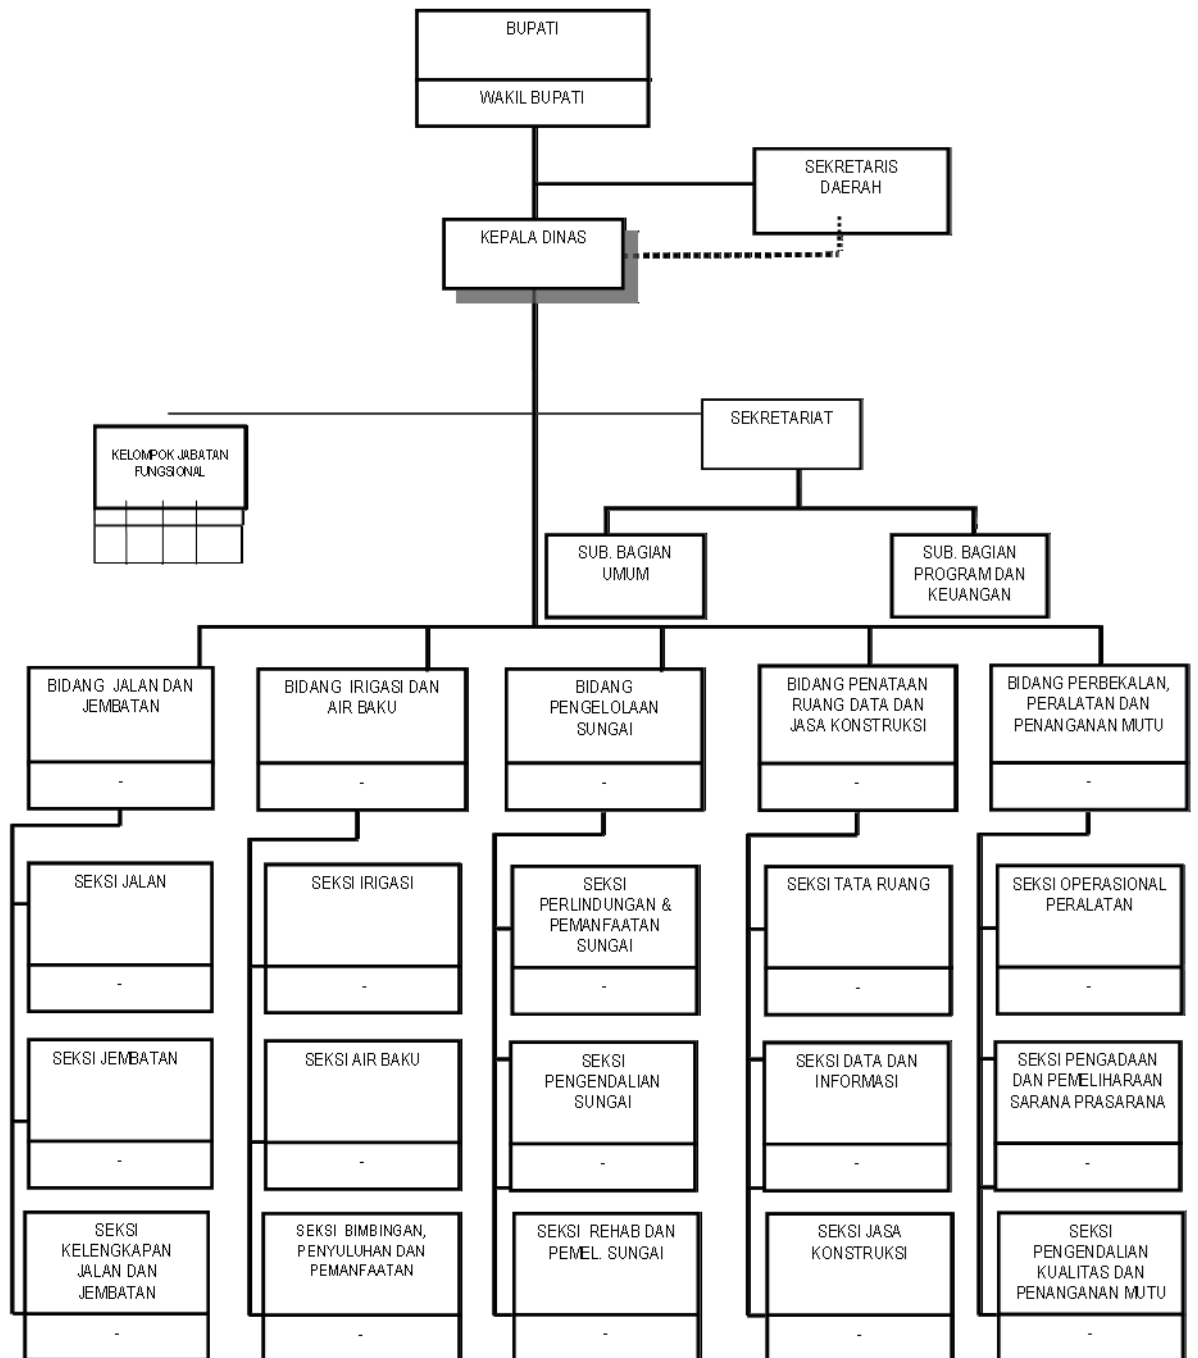 BUPATI
WAKIL BUPATI
SEKRETARIS
DAERAH
KEPALA DINAS
SEKRETARIAT
KELOMPOK JABATAN
FUNGSIONAL
SUB. BAGIAN
UMUM
SUB. BAGIAN
PROGRAM DAN
KEUANGAN
BIDANG JALAN DAN
JEMBATAN
-
BIDANG IRIGASI DAN
AIR BAKU
-
BIDANG
PENGELOLAAN
SUNGAI
-
BIDANG PENATAAN
RUANG DATA DAN
JASA KONSTRUKSI
-
BIDANG PERBEKALAN,
PERALATAN DAN
PENANGANAN MUTU
-
SEKSI JALAN
-
SEKSI IRIGASI
-
SEKSI
PERLINDUNGAN &
PEMANFAATAN
SUNGAI
-
SEKSI TATA RUANG
-
SEKSI OPERASIONAL
PERALATAN
-
SEKSI JEMBATAN
-
SEKSI AIR BAKU
-
SEKSI
PENGENDALIAN
SUNGAI
-
SEKSI DATA DAN
INFORMASI
-
SEKSI PENGADAAN
DAN PEMELIHARAAN
SARANA PRASARANA
-
SEKSI
KELENGKAPAN
JALAN DAN
JEMBATAN
-
SEKSI BIMBINGAN,
PENYULUHAN DAN
PEMANFAATAN
-
SEKSI REHAB DAN
PEMEL. SUNGAI
-
SEKSI JASA
KONSTRUKSI
-
SEKSI
PENGENDALIAN
KUALITAS DAN
PENANGANAN MUTU
-